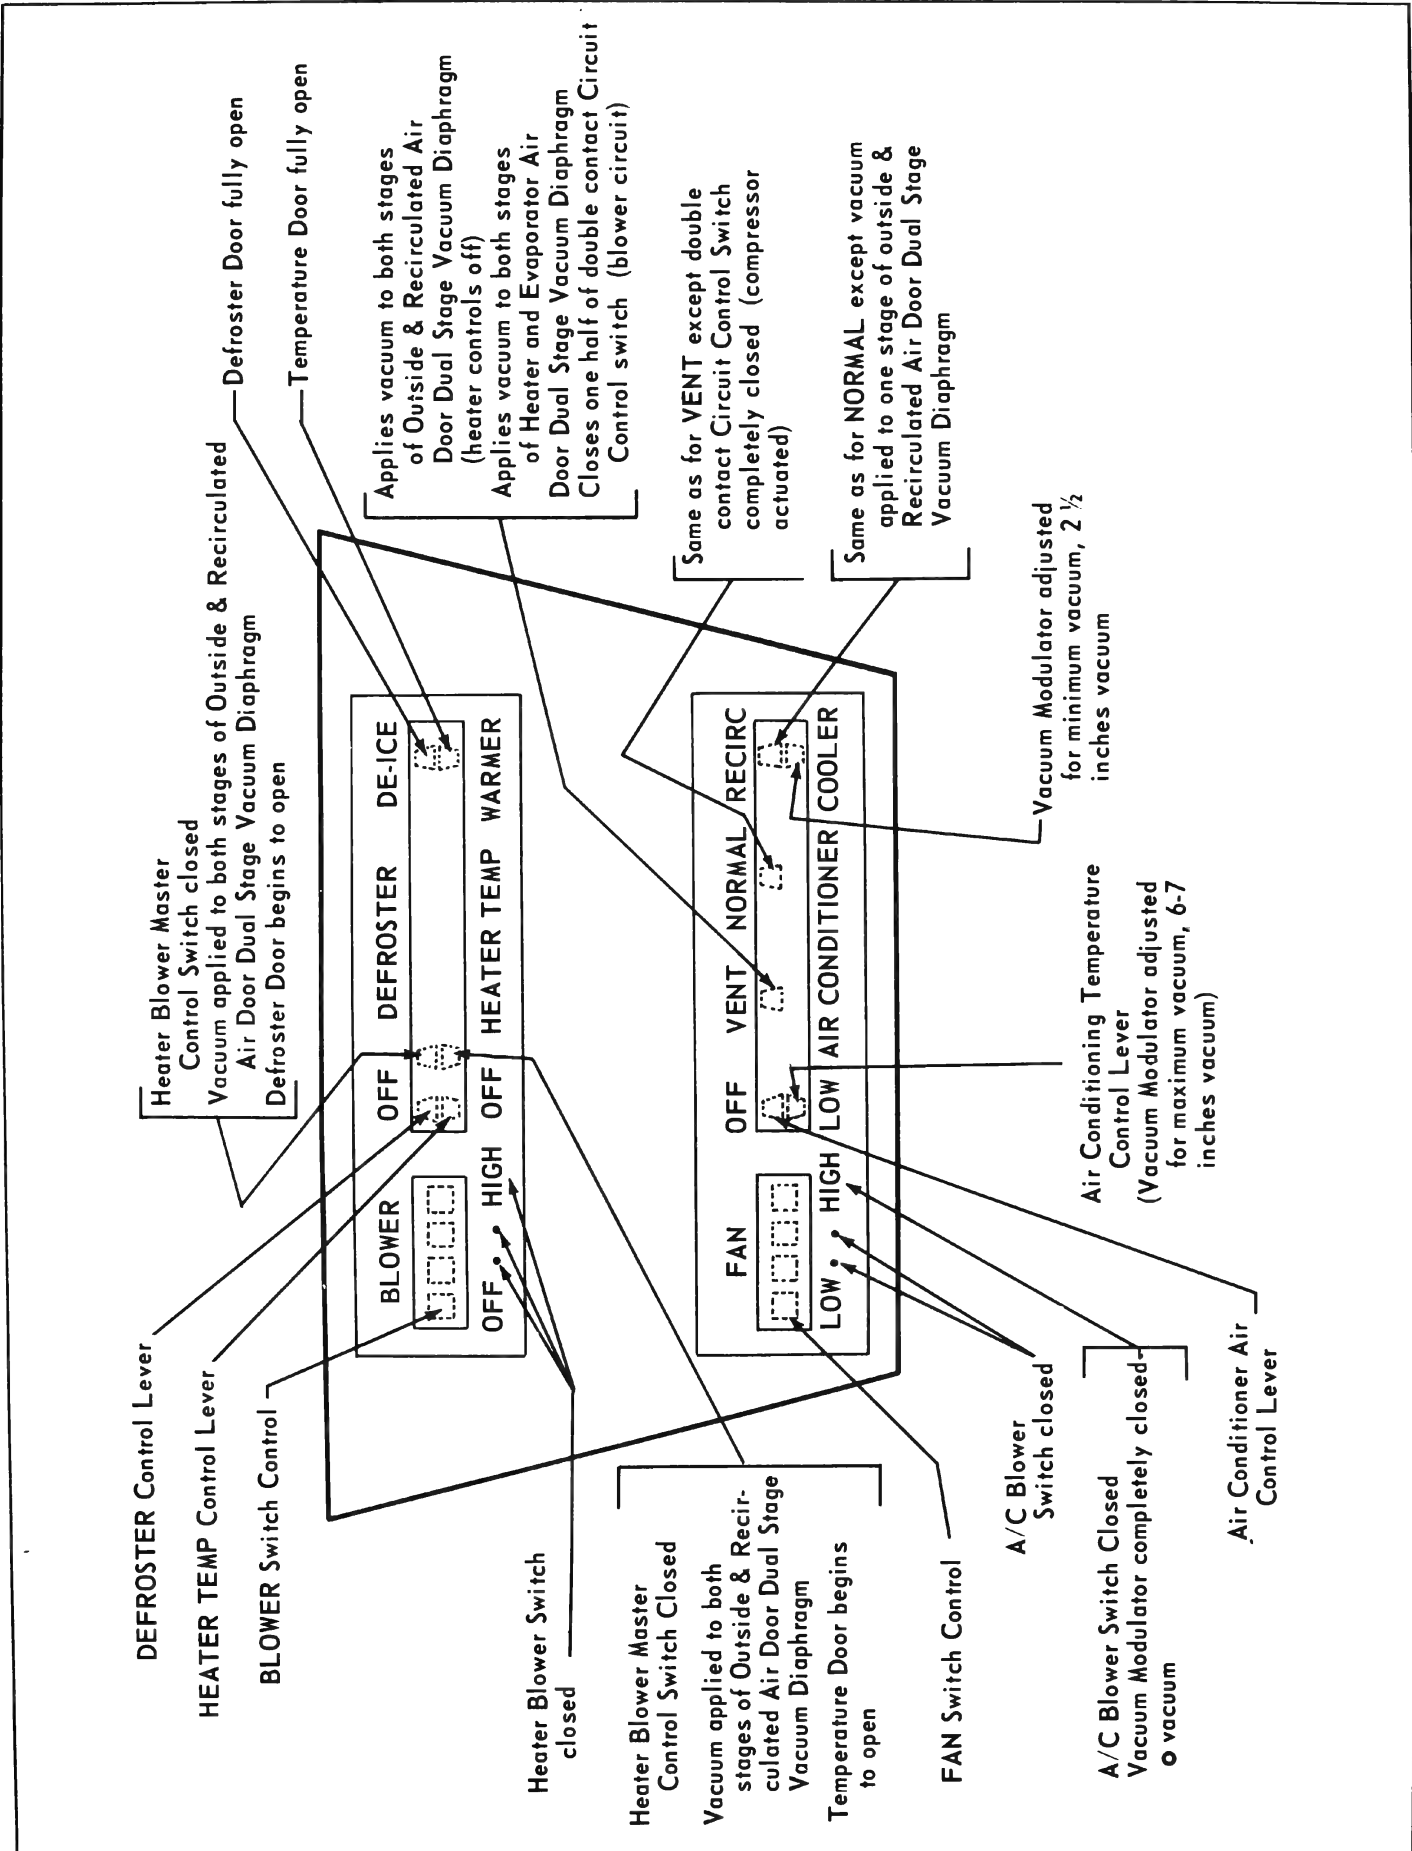 Heater Blower Master
Control Switch closed
Vacuum applied to both stages of Outside & Recirculated
Air Door Dual Stage Vacuum Diaphragm
Defroster Door begins to open
Defroster Door fully open
Temperature Door fully open
Applies vacuum to both stages
of Outside & Recirculated Air
Door Dual Stage Vacuum Diaphragm
(heater controls off)
Applies vacuum to both stages
of Heater and Evaporator Air
Door Dual Stage Vacuum Diaphragm
Closes one half of double contact Circuit
Control switch (blower circuit)
Same as for VENT except double
contact Circuit Control Switch
completely closed (compressor
actuated)
Same as for NORMAL except vacuum
applied to one stage of outside &
Recirculated Air Door Dual Stage
Vacuum Diaphragm
Vacuum Modulator adjusted
for minimum vacuum, 2 ½
inches vacuum
DEFROSTER Control Lever
HEATER TEMP Control Lever
BLOWER Switch Control
BLOWER OFF DEFROSTER DE-ICE
OFF • • HIGH OFF HEATER TEMP WARMER
FAN OFF VENT NORMAL RECIRC
LOW • • HIGH LOW AIR CONDITIONER COOLER
Heater Blower Switch
closed
Heater Blower Master
Control Switch Closed
Vacuum applied to both
stages of Outside & Recir-
culated Air Door Dual Stage
Vacuum Diaphragm
Temperature Door begins
to open
FAN Switch Control
A/C Blower
Switch closed
A/C Blower Switch Closed
Vacuum Modulator completely closed-
o vacuum
Air Conditioning Temperature
Control Lever
(Vacuum Modulator adjusted
for maximum vacuum, 6-7
inches vacuum)
Air Conditioner Air
Control Lever